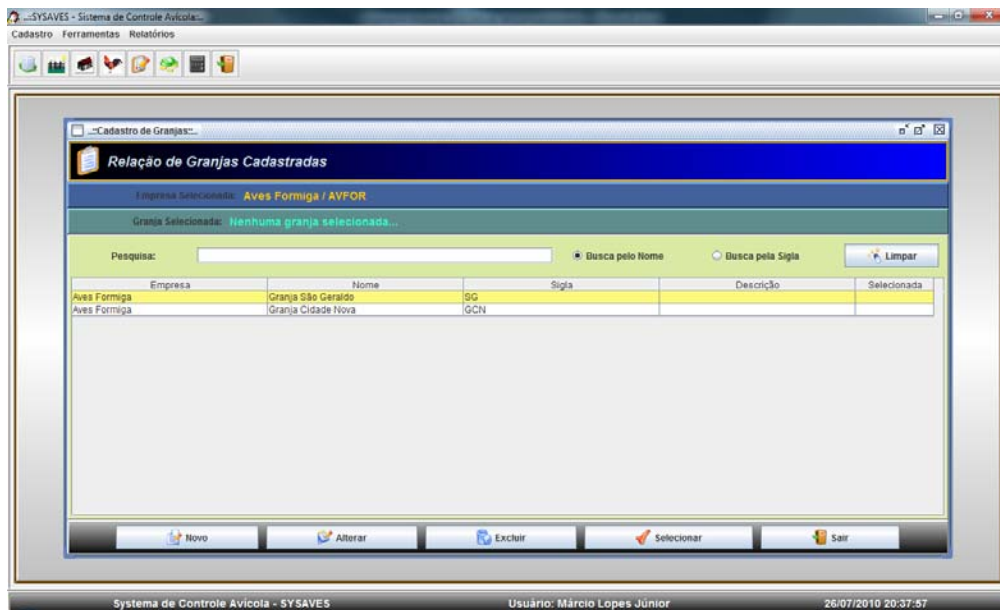 ..::SYSAVES - Sistema de Controle Avícola::..
Cadastro Ferramentas Relatórios
..::Cadastro de Granjas::..
Relação de Granjas Cadastradas
Empresa Selecionada: Aves Formiga / AVFOR
Granja Selecionada: Nenhuma granja selecionada...
Pesquisa: Busca pelo Nome Busca pela Sigla Limpar
Empresa Nome Sigla Descrição Selecionada
Aves Formiga Granja São Geraldo SG
Aves Formiga Granja Cidade Nova GCN
Novo Alterar Excluir Selecionar Sair
Systema de Controle Avícola - SYSAVES Usuário: Márcio Lopes Júnior 26/07/2010 20:37:57